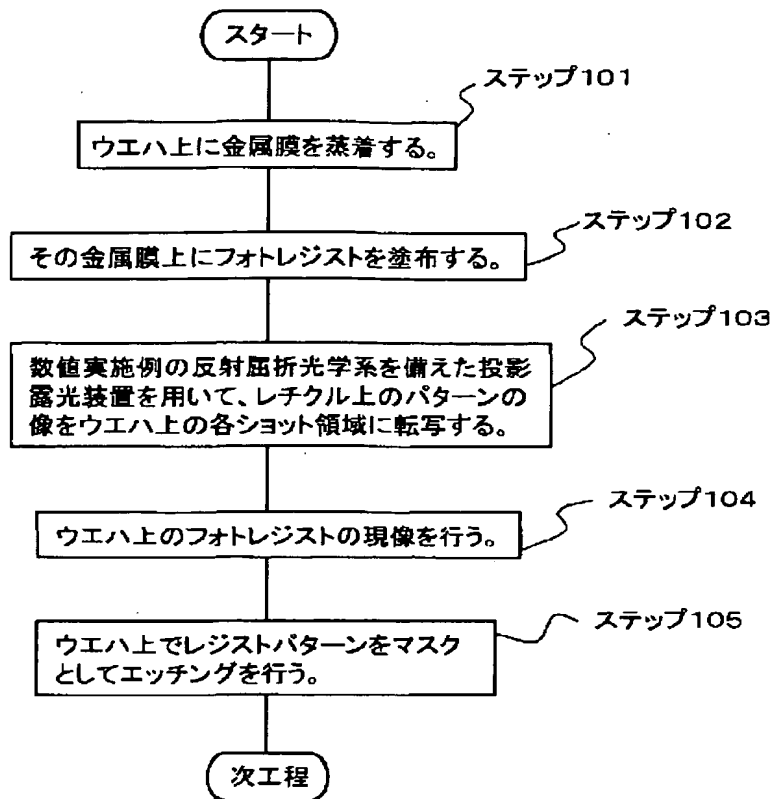 スタート
ステップ101
ウエハ上に金属膜を蒸着する。
ステップ102
その金属膜上にフォトレジストを塗布する。
ステップ103
数値実施例の反射屈折光学系を備えた投影
露光装置を用いて、レチクル上のパターンの
像をウエハ上の各ショット領域に転写する。
ステップ104
ウエハ上のフォトレジストの現像を行う。
ステップ105
ウエハ上でレジストパターンをマスク
としてエッチングを行う。
次工程